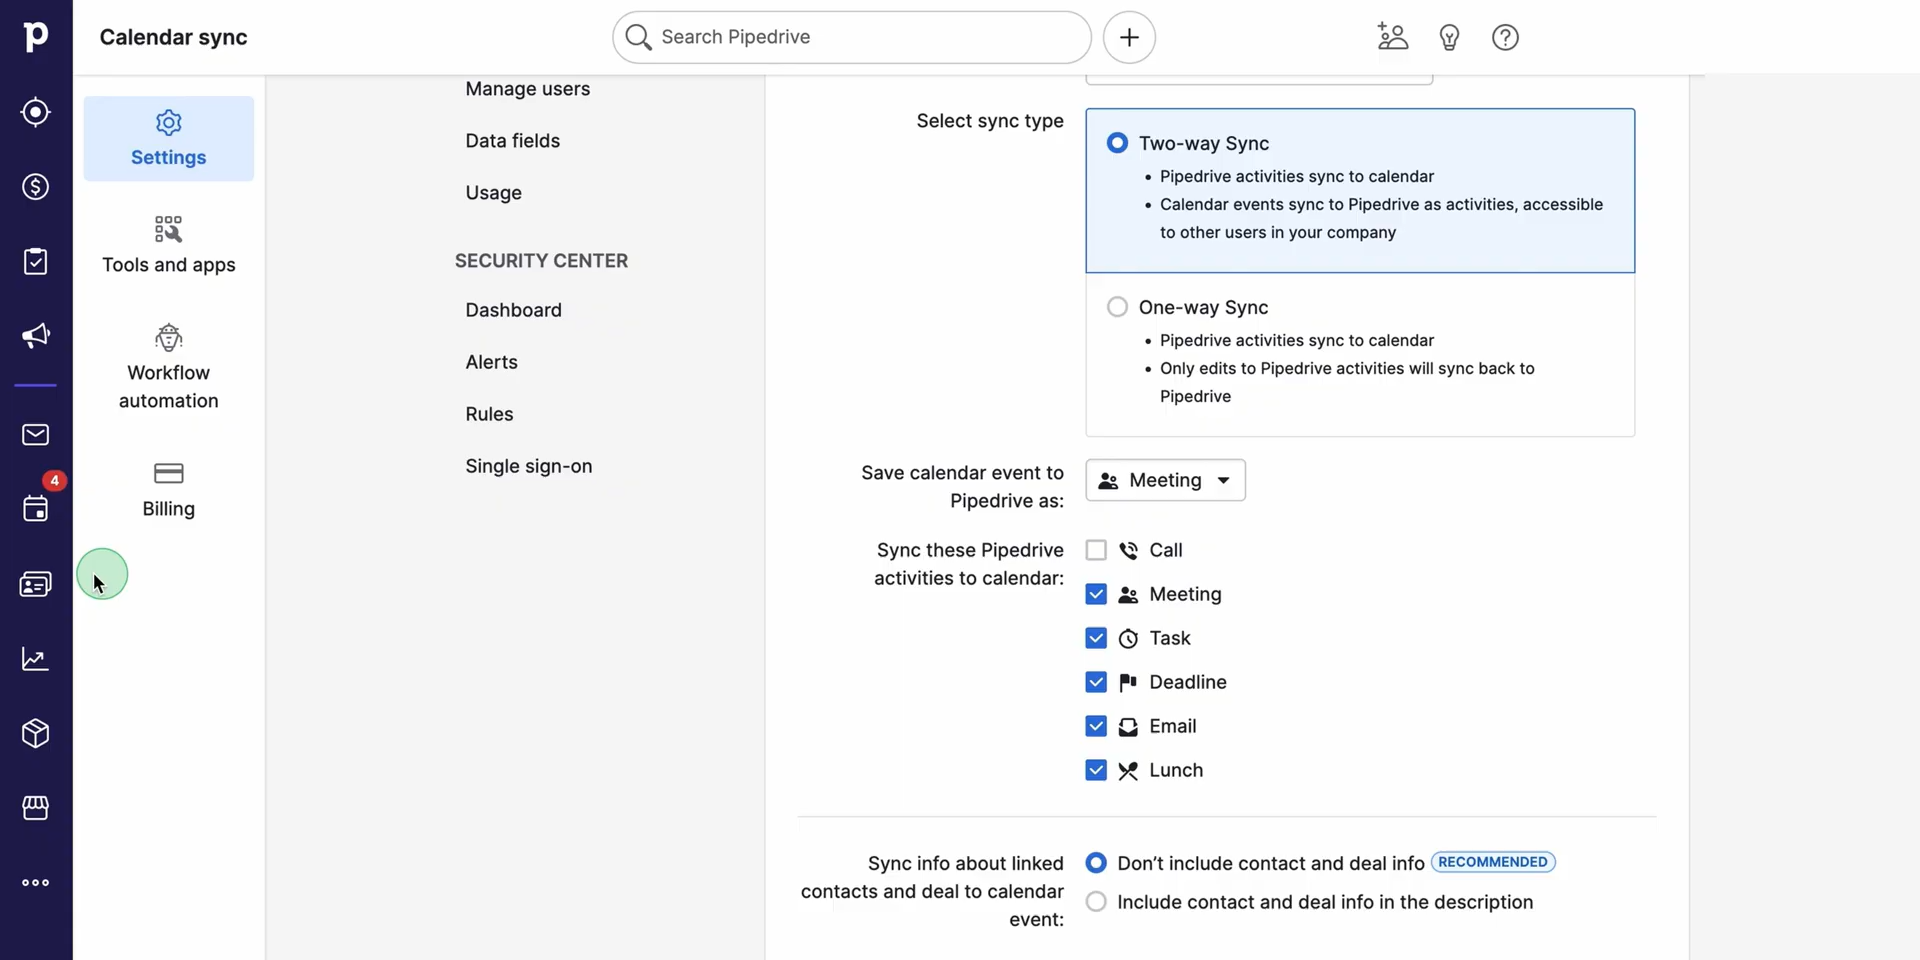 p
Calendar sync
Search Pipedrive
Settings
Tools and apps
Workflow
automation
4
Billing
Manage users
Data fields
Usage
SECURITY CENTER
Dashboard
Alerts
Rules
Single sign-on
Select sync type
Two-way Sync
• Pipedrive activities sync to calendar
• Calendar events sync to Pipedrive as activities, accessible
to other users in your company
One-way Sync
• Pipedrive activities sync to calendar
• Only edits to Pipedrive activities will sync back to
Pipedrive
Save calendar event to
Pipedrive as:
Meeting
Sync these Pipedrive
activities to calendar:
Call
Meeting
Task
Deadline
Email
Lunch
Sync info about linked
contacts and deal to calendar
event:
Don't include contact and deal info RECOMMENDED
Include contact and deal info in the description